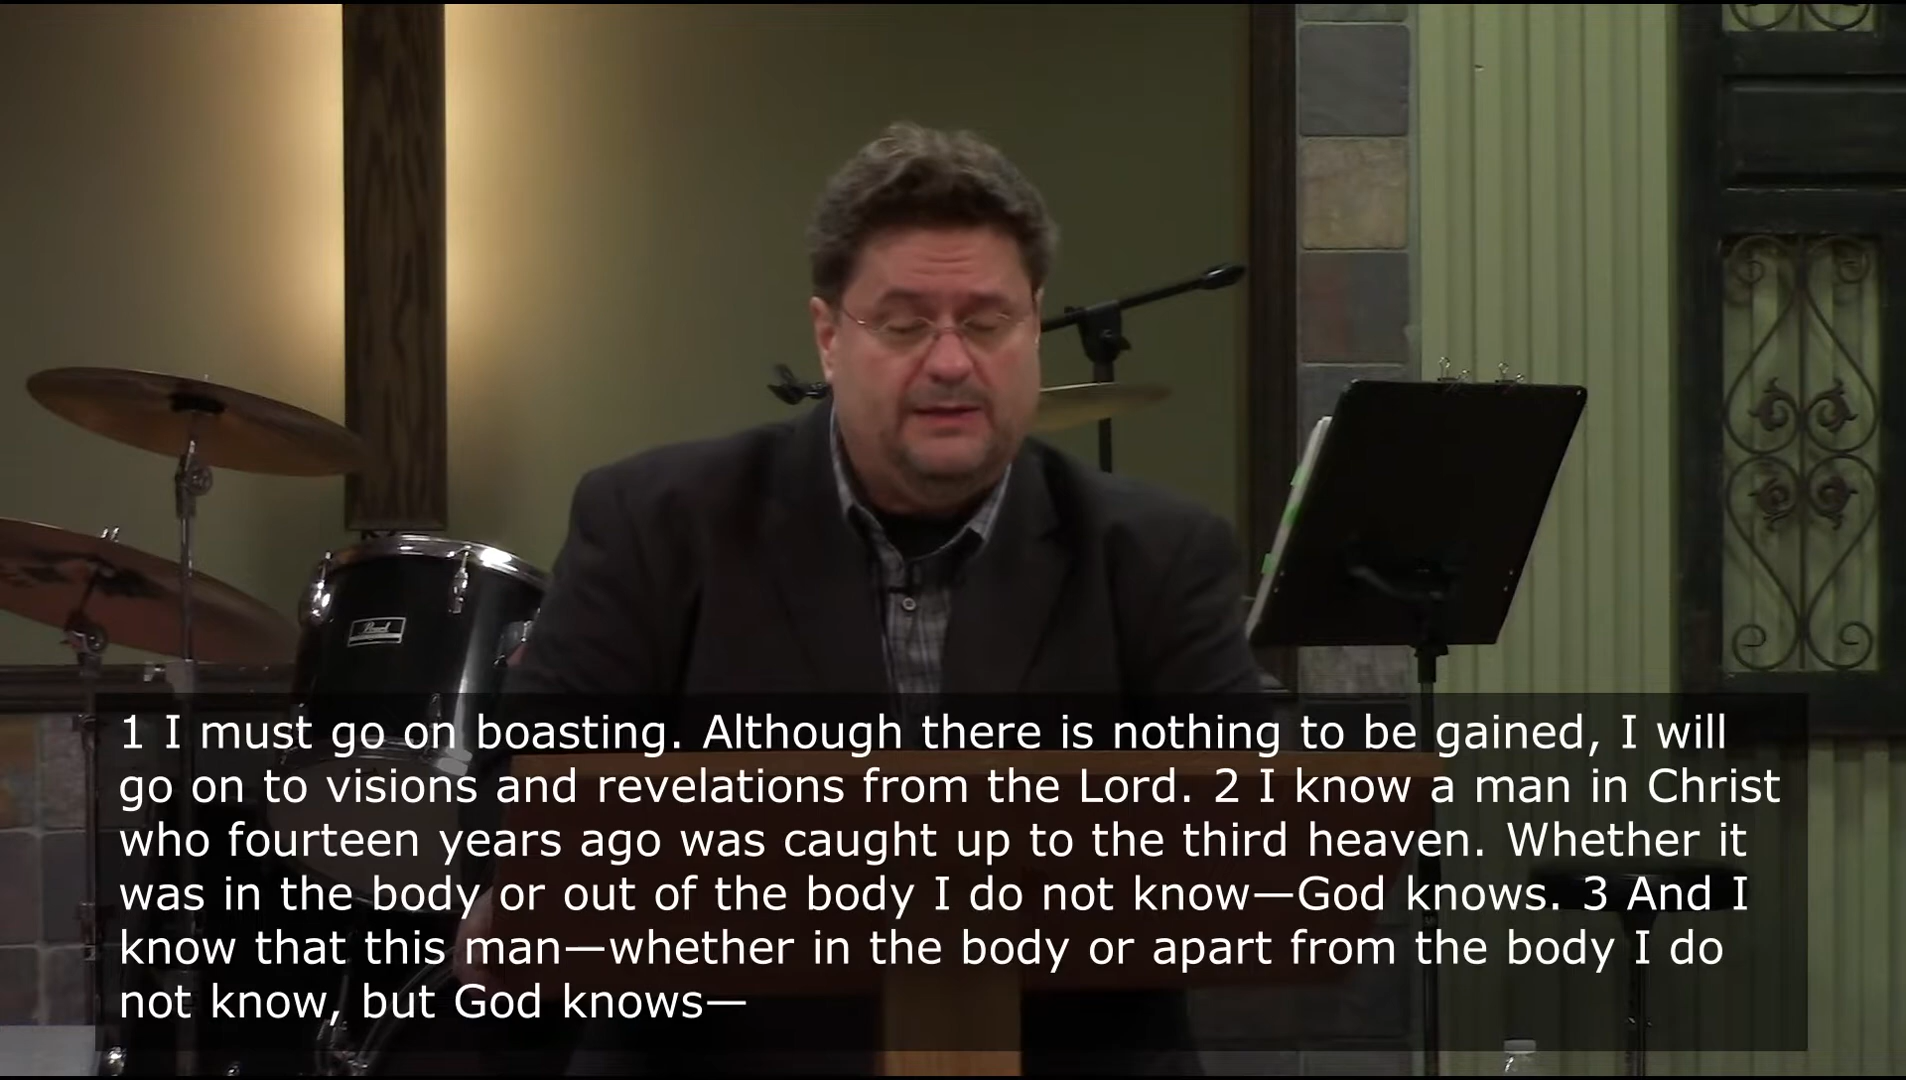 Pearl
1 I must go on boasting. Although there is nothing to be gained, I will
go on to visions and revelations from the Lord. 2 I know a man in Christ
who fourteen years ago was caught up to the third heaven. Whether it
was in the body or out of the body I do not know—God knows. 3 And I
know that this man—whether in the body or apart from the body I do
not know, but God knows—